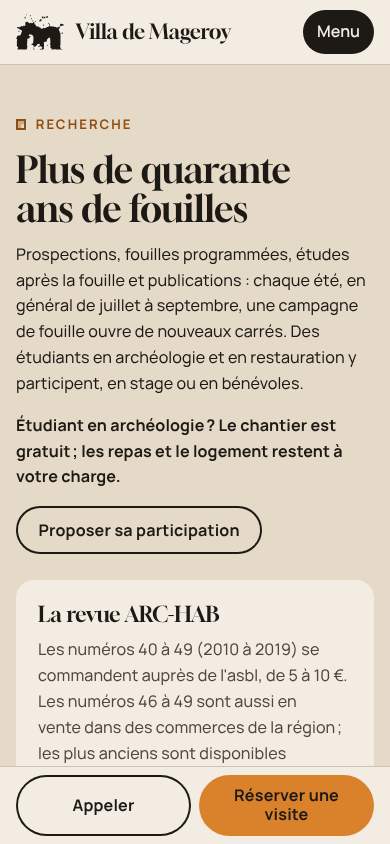 Villa de Mageroy
Menu
RECHERCHE
Plus de quarante
ans de fouilles
Prospections, fouilles programmées, études
après la fouille et publications : chaque été, en
général de juillet à septembre, une campagne
de fouille ouvre de nouveaux carrés. Des
étudiants en archéologie et en restauration y
participent, en stage ou en bénévoles.
Étudiant en archéologie ? Le chantier est
gratuit ; les repas et le logement restent à
votre charge.
Proposer sa participation
La revue ARC-HAB
Les numéros 40 à 49 (2010 à 2019) se
commandent auprès de l'asbl, de 5 à 10 €.
Les numéros 46 à 49 sont aussi en
vente dans des commerces de la région ;
les plus anciens sont disponibles
Appeler
Réserver une
visite